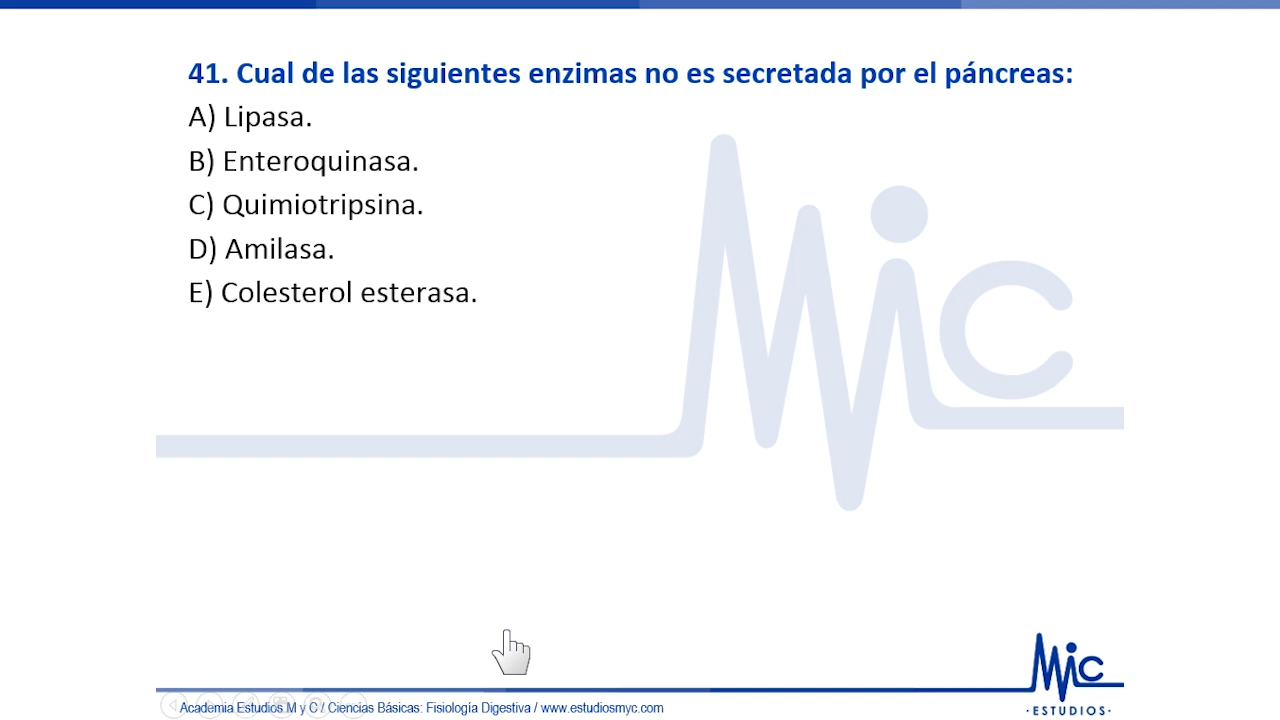 41. Cual de las siguientes enzimas no es secretada por el páncreas:
A) Lipasa.
B) Enteroquinasa.
C) Quimiotripsina.
D) Amilasa.
E) Colesterol esterasa.
Mic
Mic
·ESTUDIOS·
Academia Estudios M y C / Ciencias Básicas: Fisiología Digestiva / www.estudiosmyc.com